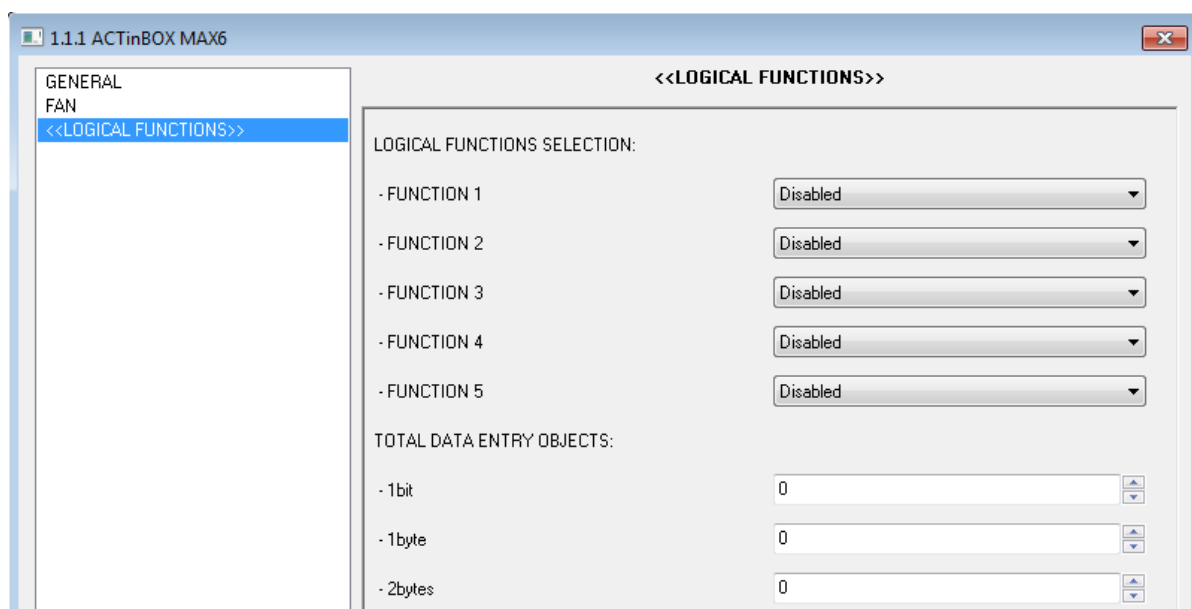 1.1.1 ACTinBOX MAX6
GENERAL
FAN
<<LOGICAL FUNCTIONS>>
<<LOGICAL FUNCTIONS>>
LOGICAL FUNCTIONS SELECTION:
- FUNCTION 1 Disabled
- FUNCTION 2 Disabled
- FUNCTION 3 Disabled
- FUNCTION 4 Disabled
- FUNCTION 5 Disabled
TOTAL DATA ENTRY OBJECTS:
- 1bit 0
- 1byte 0
- 2bytes 0